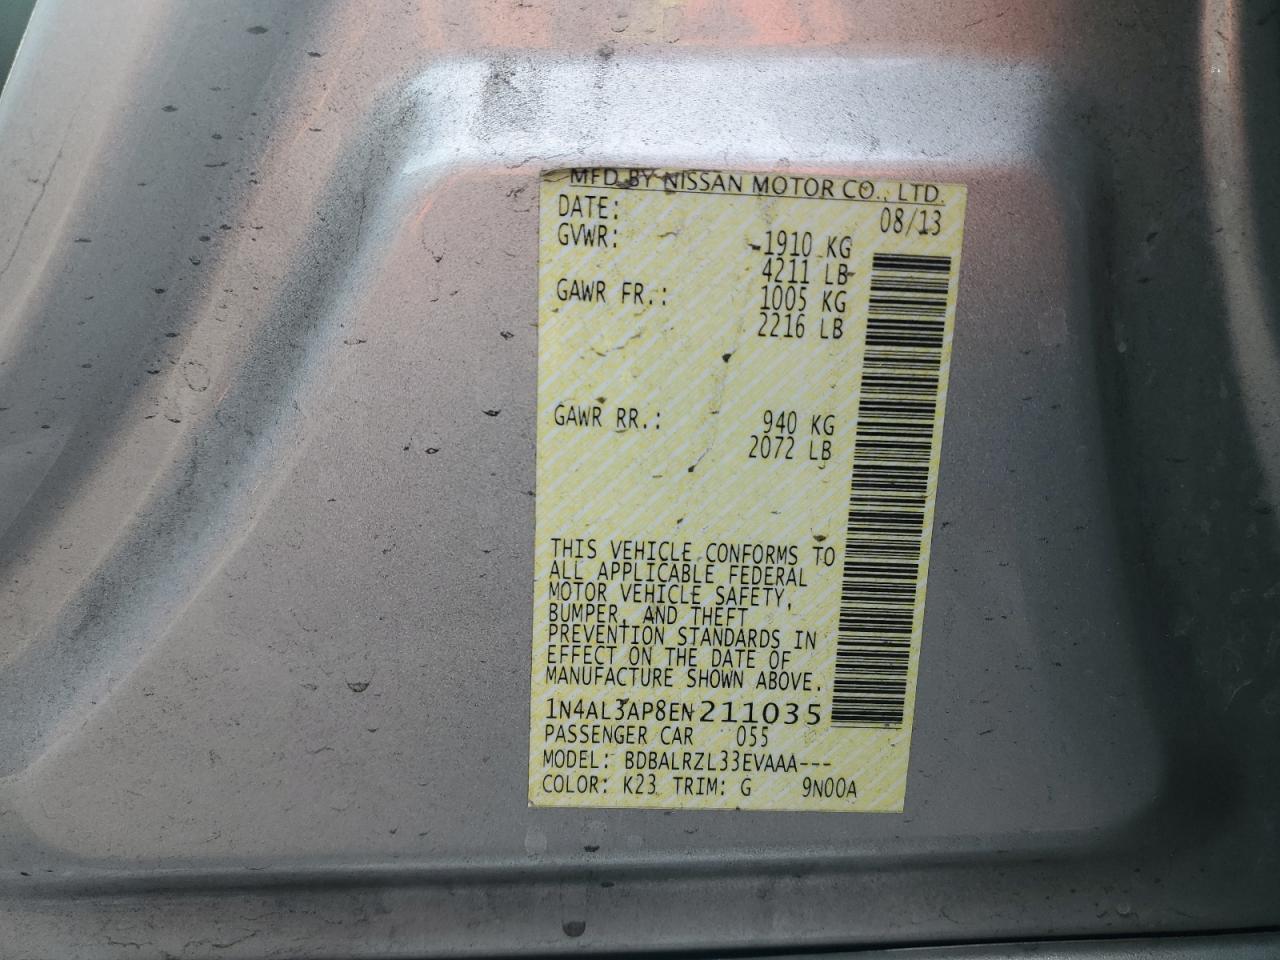 MFD BY NISSAN MOTOR CO., LTD.
DATE: 08/13
GVWR: 1910 KG
4211 LB
GAWR FR.: 1005 KG
2216 LB
GAWR RR.: 940 KG
2072 LB
THIS VEHICLE CONFORMS TO
ALL APPLICABLE FEDERAL
MOTOR VEHICLE SAFETY,
BUMPER, AND THEFT
PREVENTION STANDARDS IN
EFFECT ON THE DATE OF
MANUFACTURE SHOWN ABOVE.
1N4AL3AP8EN211035
PASSENGER CAR 055
MODEL: BDBALRZL33EVAAA---
COLOR: K23 TRIM: G 9N00A